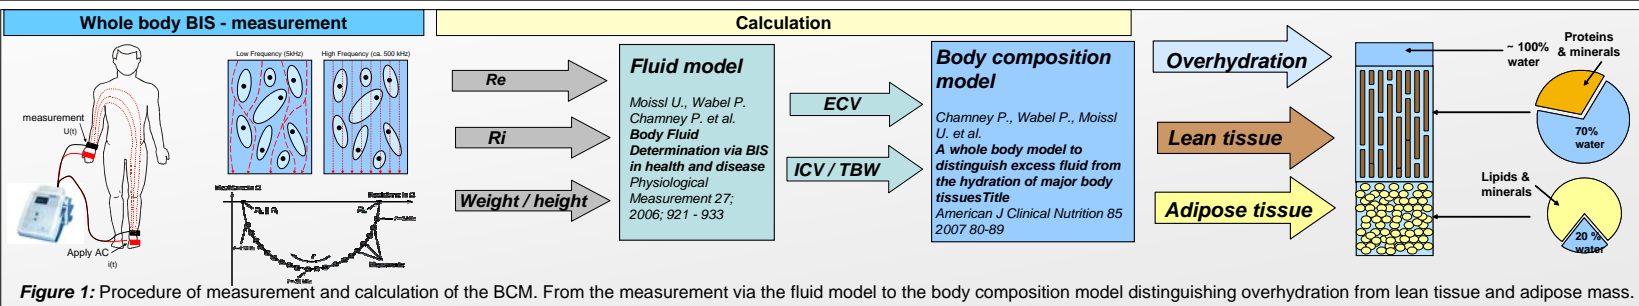 Whole body BIS - measurement
Calculation
Low Frequency (5kHz)
High Frequency (ca. 500 kHz)
measurement
U(t)
Apply AC
i(t)
Re
Ri
Weight / height
Fluid model
Moissl U., Wabel P.
Chamney P. et al.
Body Fluid
Determination via BIS
in health and disease
Physiological
Measurement 27;
2006; 921 - 933
ECV
ICV / TBW
Body composition
model
Chamney P., Wabel P., Moissl
U. et al.
A whole body model to
distinguish excess fluid from
the hydration of major body
tissuesTitle
American J Clinical Nutrition 85
2007 80-89
Overhydration
Lean tissue
Adipose tissue
~ 100%
water
Proteins
& minerals
70%
water
Lipids &
minerals
20 %
water
Figure 1: Procedure of measurement and calculation of the BCM. From the measurement via the fluid model to the body composition model distinguishing overhydration from lean tissue and adipose mass.